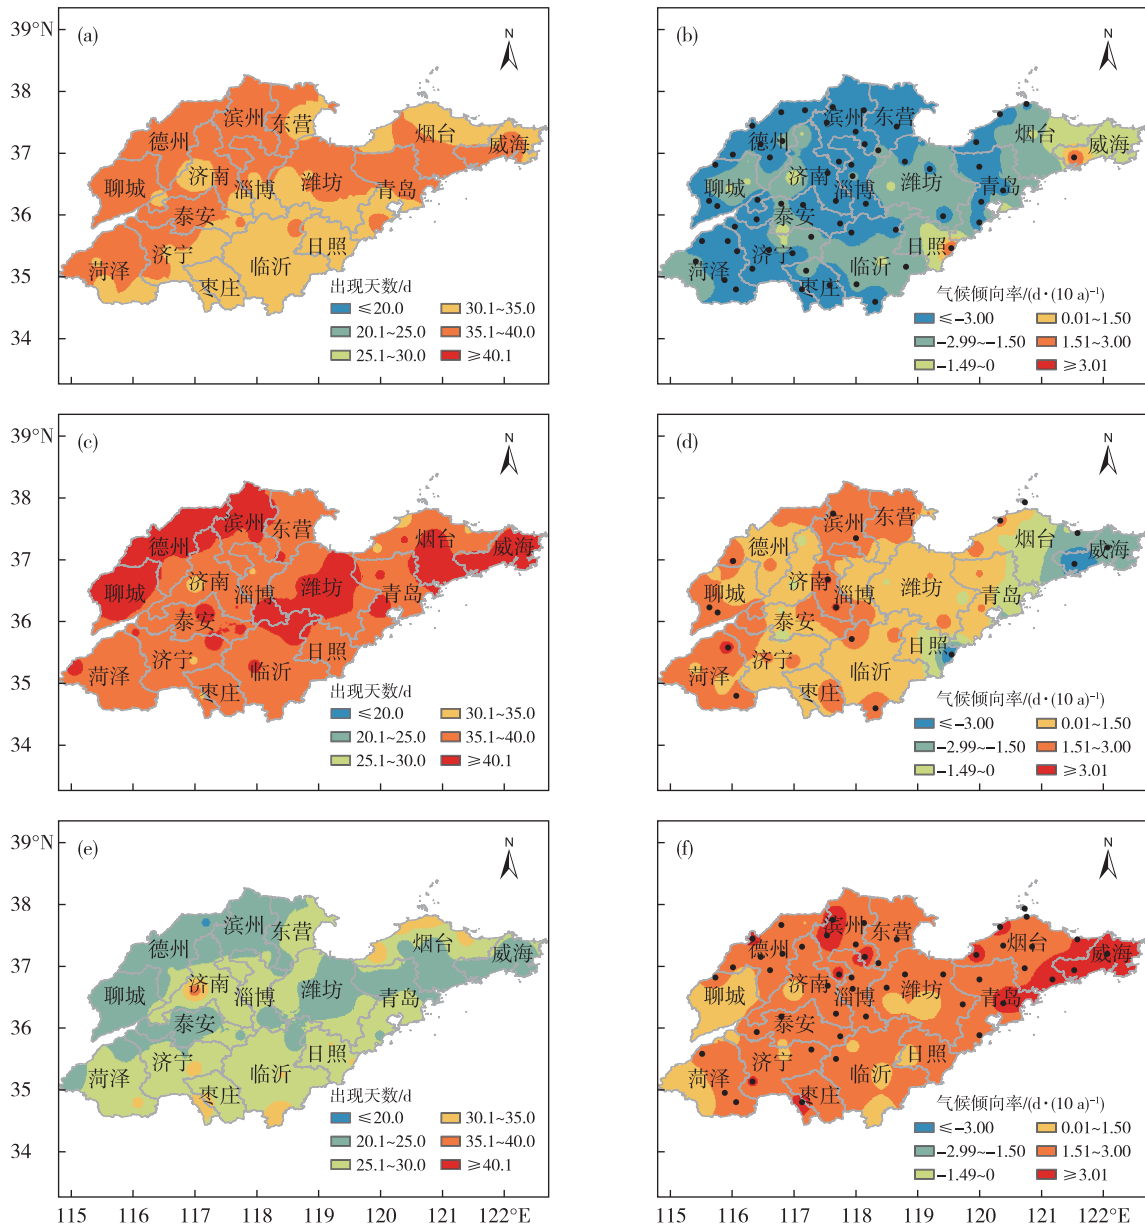 39°N
38
37
36
35
34
(a)
N
滨州
东营
德州
烟台
威海
济南
聊城
淄博
潍坊
青岛
泰安
日照
济宁
菏泽
临沂
枣庄
出现天数/d
≤20.0
30.1~35.0
20.1~25.0
35.1~40.0
25.1~30.0
≥40.1
(b)
N
滨州
东营
德州
烟台
威海
济南
聊城
淄博
潍坊
青岛
泰安
日照
济宁
菏泽
临沂
枣庄
气候倾向率/(d·(10 a)⁻¹)
≤−3.00
0.01~1.50
−2.99~−1.50
1.51~3.00
−1.49~0
≥3.01
39°N
38
37
36
35
34
(c)
N
滨州
东营
德州
烟台
威海
济南
聊城
淄博
潍坊
青岛
泰安
日照
济宁
菏泽
临沂
枣庄
出现天数/d
≤20.0
30.1~35.0
20.1~25.0
35.1~40.0
25.1~30.0
≥40.1
(d)
N
滨州
东营
德州
烟台
威海
济南
聊城
淄博
潍坊
青岛
泰安
日照
济宁
菏泽
临沂
枣庄
气候倾向率/(d·(10 a)⁻¹)
≤−3.00
0.01~1.50
−2.99~−1.50
1.51~3.00
−1.49~0
≥3.01
39°N
38
37
36
35
34
(e)
N
滨州
东营
德州
烟台
威海
济南
聊城
淄博
潍坊
青岛
泰安
日照
济宁
菏泽
临沂
枣庄
出现天数/d
≤20.0
30.1~35.0
20.1~25.0
35.1~40.0
25.1~30.0
≥40.1
115 116 117 118 119 120 121 122°E
(f)
N
滨州
东营
德州
烟台
威海
济南
聊城
淄博
潍坊
青岛
泰安
日照
济宁
菏泽
临沂
枣庄
气候倾向率/(d·(10 a)⁻¹)
≤−3.00
0.01~1.50
−2.99~−1.50
1.51~3.00
−1.49~0
≥3.01
115 116 117 118 119 120 121 122°E